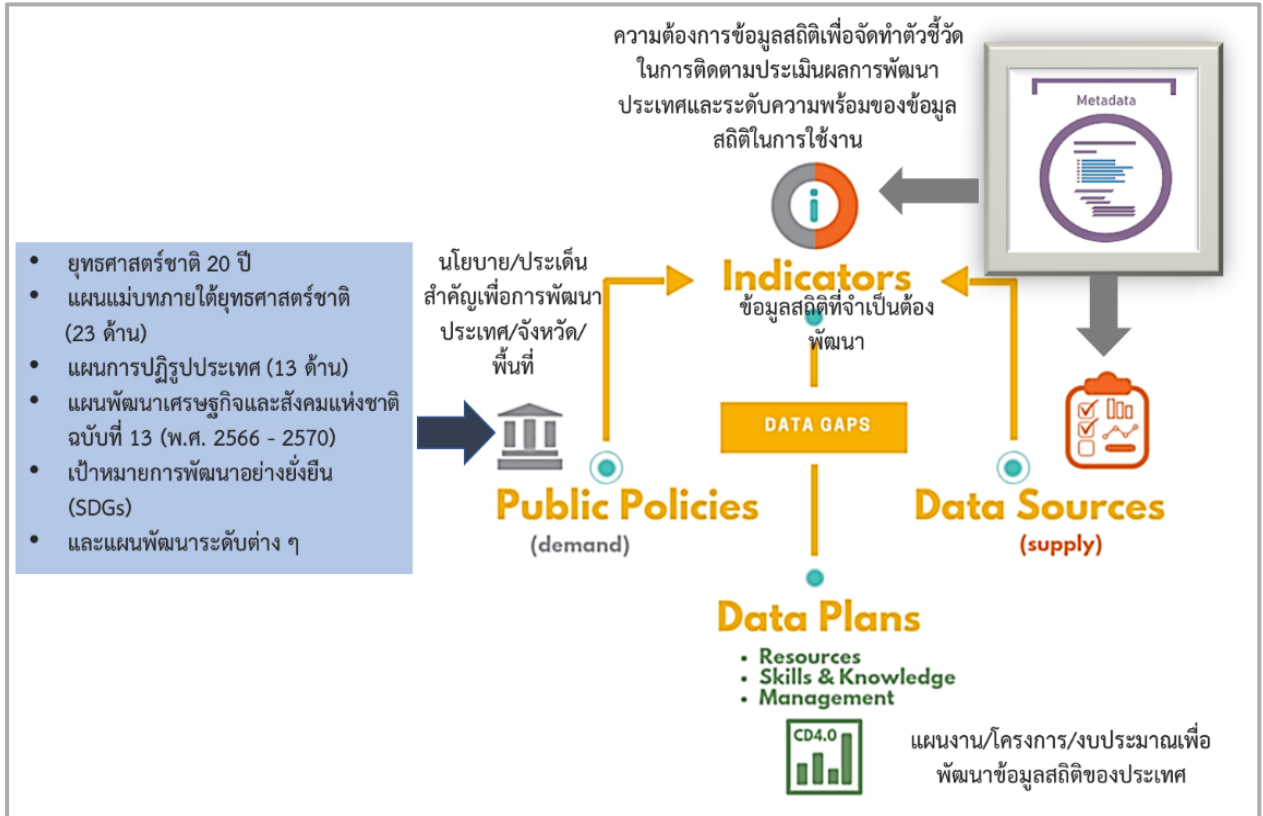 ความต้องการข้อมูลสถิติเพื่อจัดทำตัวชี้วัด
ในการติดตามประเมินผลการพัฒนา
ประเทศและระดับความพร้อมของข้อมูล
สถิติในการใช้งาน
Metadata
• ยุทธศาสตร์ชาติ 20 ปี
• แผนแม่บทภายใต้ยุทธศาสตร์ชาติ
(23 ด้าน)
• แผนการปฏิรูปประเทศ (13 ด้าน)
• แผนพัฒนาเศรษฐกิจและสังคมแห่งชาติ
ฉบับที่ 13 (พ.ศ. 2566 - 2570)
• เป้าหมายการพัฒนาอย่างยั่งยืน
(SDGs)
• และแผนพัฒนาระดับต่าง ๆ
นโยบาย/ประเด็น
สำคัญเพื่อการพัฒนา
ประเทศ/จังหวัด/
พื้นที่
Indicators
ข้อมูลสถิติที่จำเป็นต้อง
พัฒนา
DATA GAPS
Public Policies
(demand)
Data Sources
(supply)
Data Plans
• Resources
• Skills & Knowledge
• Management
CD4.0
แผนงาน/โครงการ/งบประมาณเพื่อ
พัฒนาข้อมูลสถิติของประเทศ